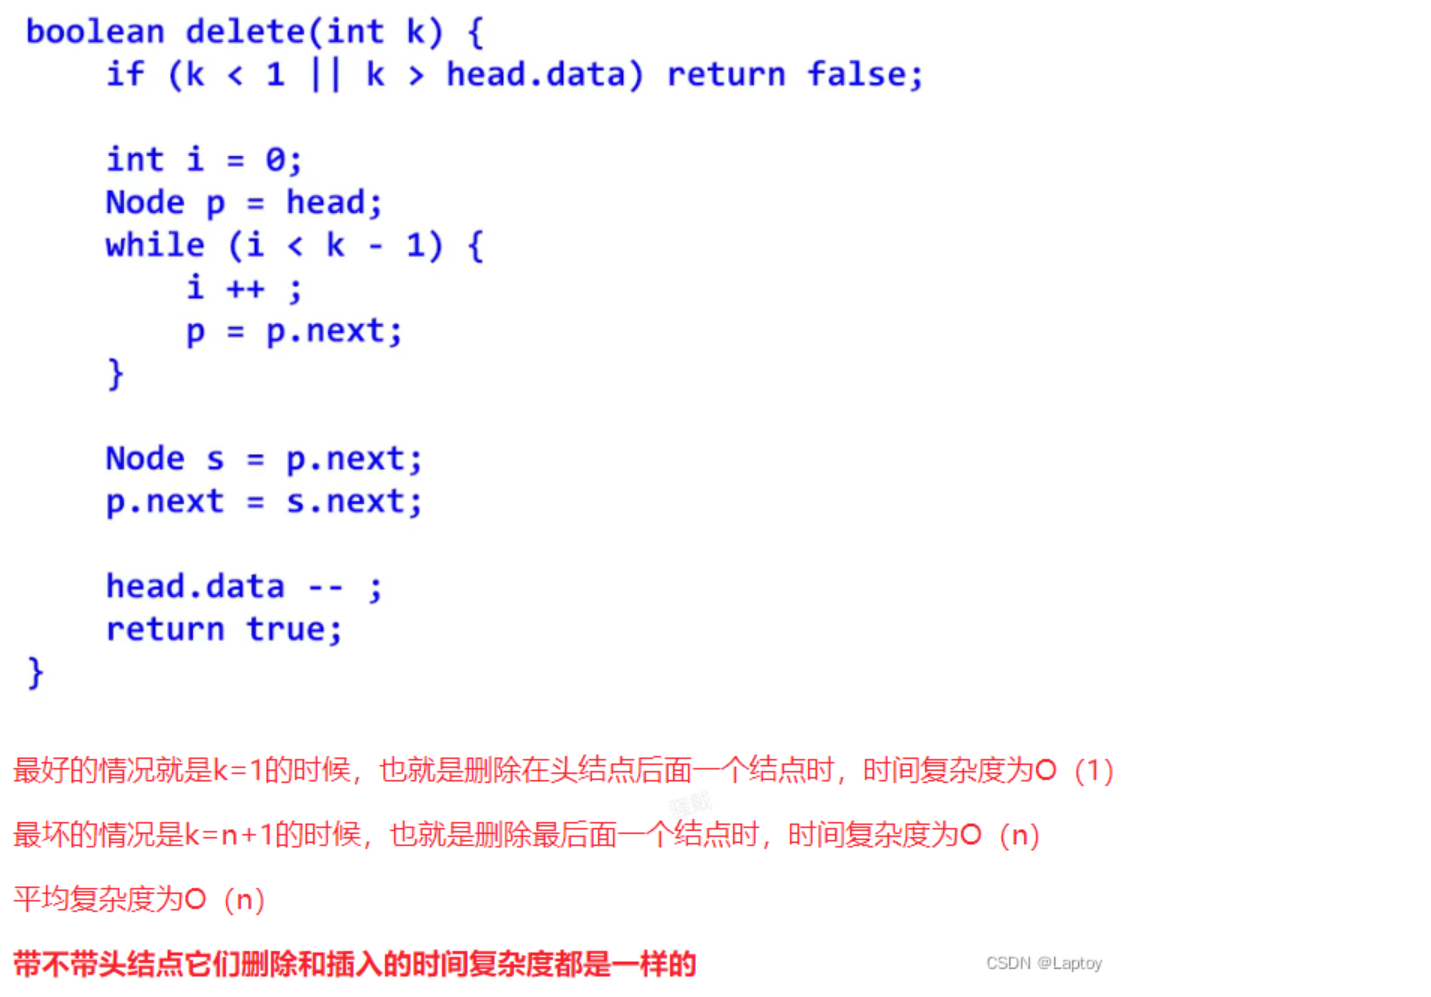 boolean delete(int k) {
    if (k < 1 || k > head.data) return false;
    int i = 0;
    Node p = head;
    while (i < k - 1) {
        i ++ ;
        p = p.next;
    }
    Node s = p.next;
    p.next = s.next;
    head.data -- ;
    return true;
}
最好的情况就是k=1的时候，也就是删除在头结点后面一个结点时，时间复杂度为O（1）
骚戴
最坏的情况是k=n+1的时候，也就是删除最后面一个结点时，时间复杂度为O（n）
平均复杂度为O（n）
带不带头结点它们删除和插入的时间复杂度都是一样的
CSDN @Laptoy